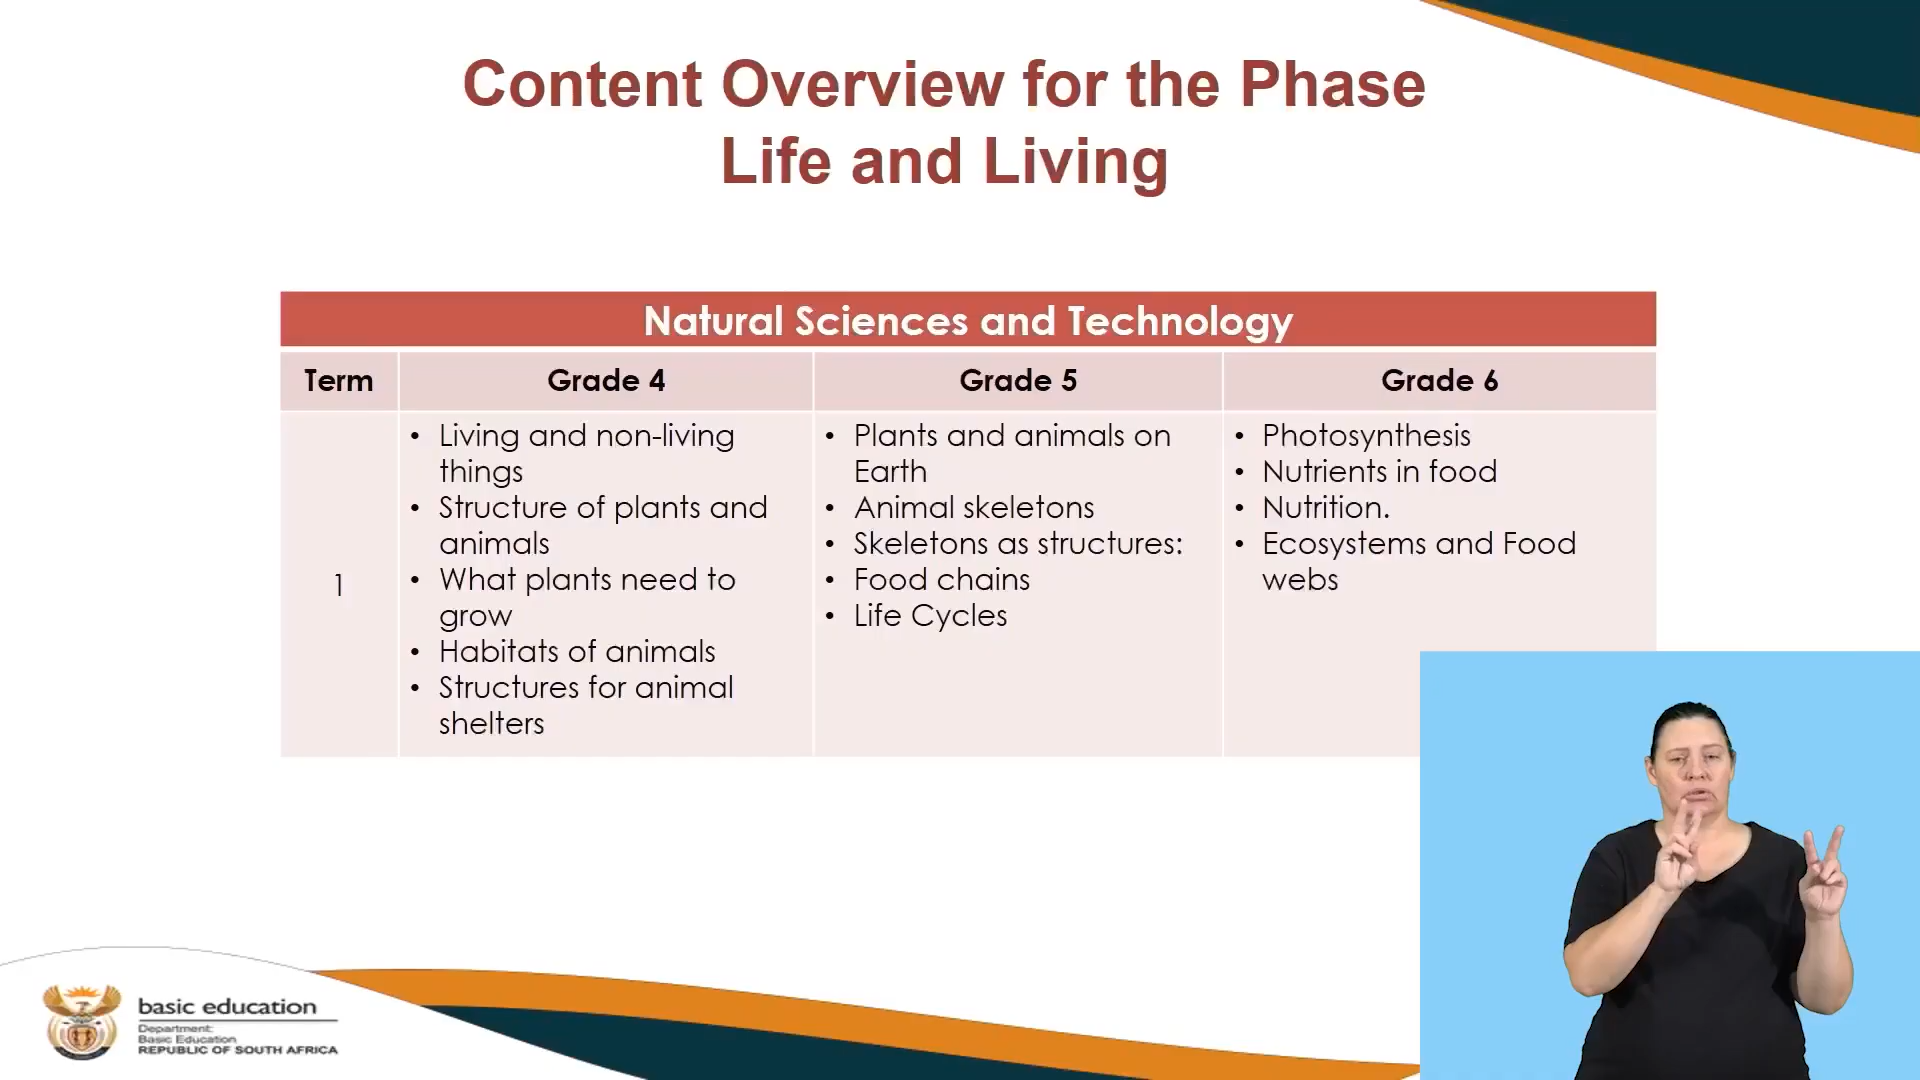 Content Overview for the Phase
Life and Living
Natural Sciences and Technology
Term
Grade 4
Grade 5
Grade 6
1
• Living and non-living
things
• Structure of plants and
animals
• What plants need to
grow
• Habitats of animals
• Structures for animal
shelters
• Plants and animals on
Earth
• Animal skeletons
• Skeletons as structures:
• Food chains
• Life Cycles
• Photosynthesis
• Nutrients in food
• Nutrition.
• Ecosystems and Food
webs
basic education
Department:
Basic Education
REPUBLIC OF SOUTH AFRICA